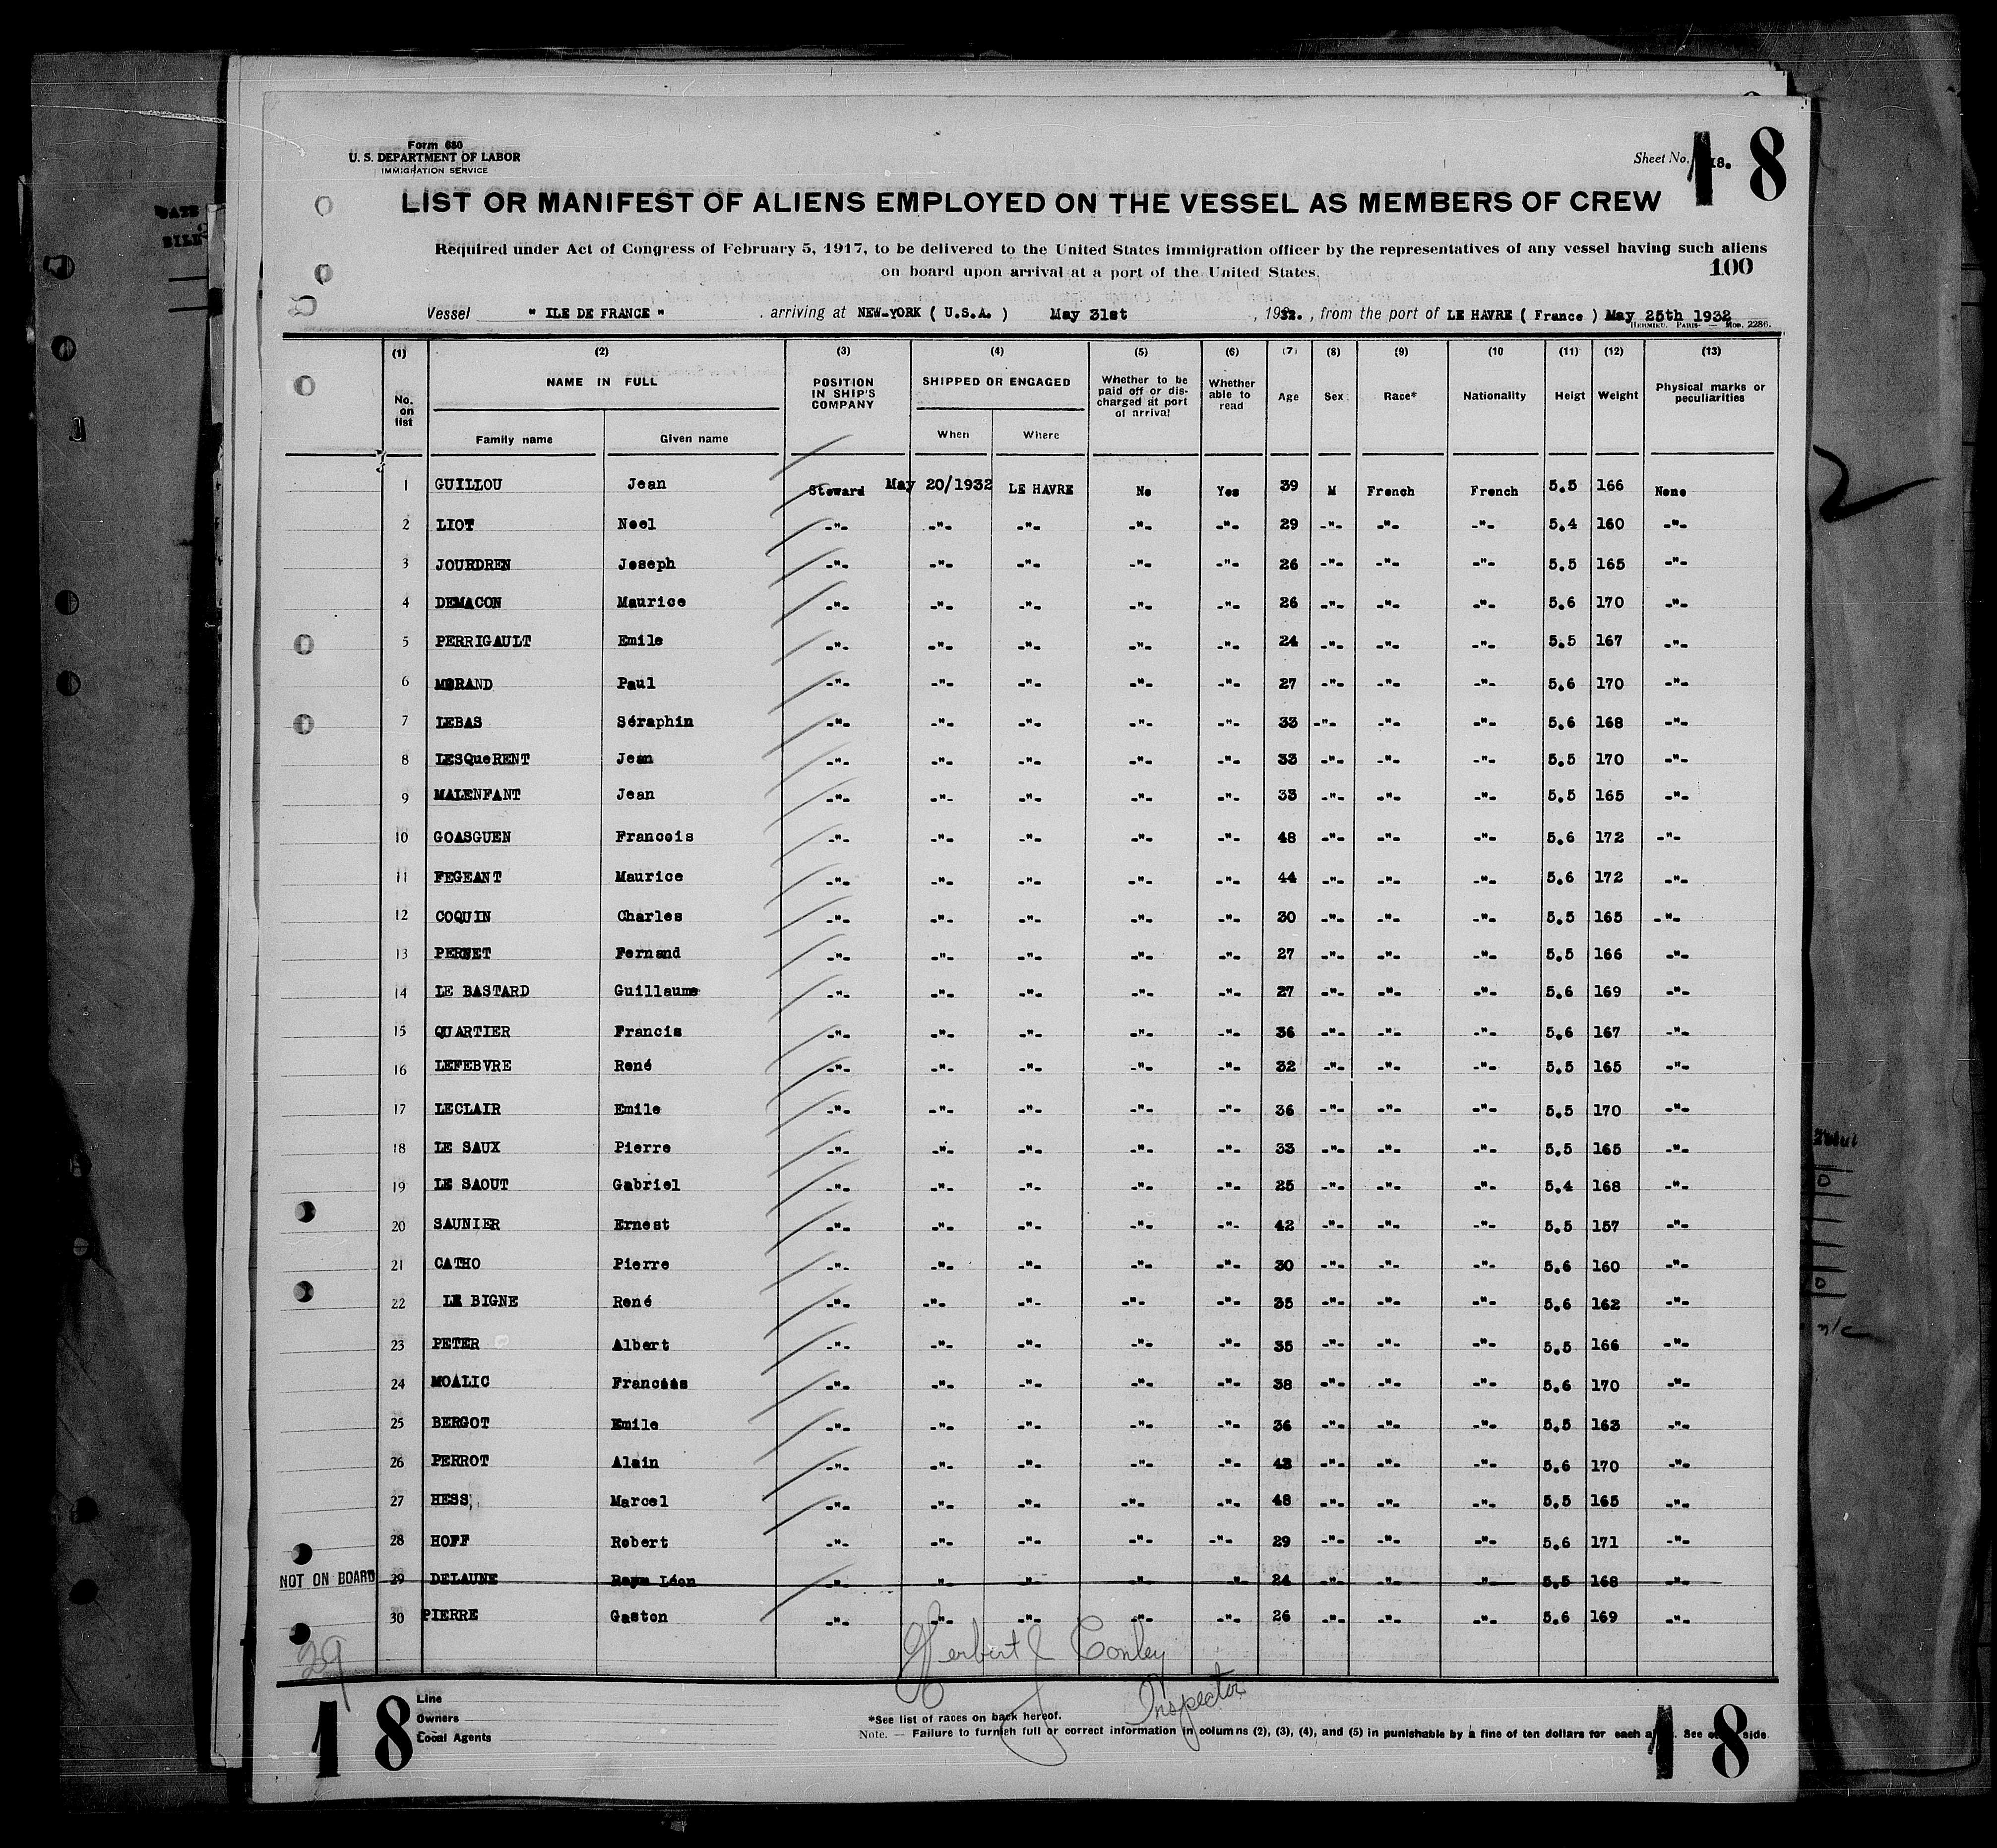 Form 680
U. S. DEPARTMENT OF LABOR
IMMIGRATION SERVICE
Sheet No. 18.
18
LIST OR MANIFEST OF ALIENS EMPLOYED ON THE VESSEL AS MEMBERS OF CREW
Required under Act of Congress of February 5, 1917, to be delivered to the United States immigration officer by the representatives of any vessel having such aliens
on board upon arrival at a port of the United States.
100
Vessel " ILE DE FRANCE " . arriving at NEW-YORK ( U.S.A. ) May 31st , 1932. , from the port of LE HAVRE ( France ) May 25th 1932
HERMIEU. PARIS- — Mod. 2286.
(1) (2) (3) (4) (5) (6) (7) (8) (9) (10 (11) (12) (13)
No. on list NAME IN FULL POSITION IN SHIP'S COMPANY SHIPPED OR ENGAGED Whether to be paid off or dis- charged at port of arrival Whether able to read Age Sex Race* Nationality Heigt Weight Physical marks or peculiarities
Family name Given name When Where
1 GUILLOU Jean Steward May 20/1932 LE HAVRE No Yes 39 M French French 5.5 166 None
2 LIOT Noel -"- -"- -"- -"- -"- 29 -"- -"- -"- 5.4 160 -"-
3 JOURDREN Joseph -"- -"- -"- -"- -"- 26 -"- -"- -"- 5.5 165 -"-
4 DEMACON Maurice -"- -"- -"- -"- -"- 26 -"- -"- -"- 5.6 170 -"-
5 PERRIGAULT Emile -"- -"- -"- -"- -"- 24 -"- -"- -"- 5.5 167 -"-
6 MORAND Paul -"- -"- -"- -"- -"- 27 -"- -"- -"- 5.6 170 -"-
7 LEBAS Séraphin -"- -"- -"- -"- -"- 33 -"- -"- -"- 5.6 168 -"-
8 LESQueRENT Jean -"- -"- -"- -"- -"- 33 -"- -"- -"- 5.5 170 -"-
9 MALENFANT Jean -"- -"- -"- -"- -"- 33 -"- -"- -"- 5.5 165 -"-
10 GOASGUEN Francois -"- -"- -"- -"- -"- 48 -"- -"- -"- 5.6 172 -"-
11 FEGEANT Maurice -"- -"- -"- -"- -"- 44 -"- -"- -"- 5.6 172 -"-
12 COQUIN Charles -"- -"- -"- -"- -"- 30 -"- -"- -"- 5.5 165 -"-
13 PERNET Fernand -"- -"- -"- -"- -"- 27 -"- -"- -"- 5.5 166 -"-
14 LE BASTARD Guillaume -"- -"- -"- -"- -"- 27 -"- -"- -"- 5.6 169 -"-
15 QUARTIER Francis -"- -"- -"- -"- -"- 36 -"- -"- -"- 5.6 167 -"-
16 LEFEBVRE René -"- -"- -"- -"- -"- 32 -"- -"- -"- 5.5 165 -"-
17 LECLAIR Emile -"- -"- -"- -"- -"- 36 -"- -"- -"- 5.5 170 -"-
18 LE SAUX Pierre -"- -"- -"- -"- -"- 33 -"- -"- -"- 5.5 165 -"-
19 LE SAOUT Gabriel -"- -"- -"- -"- -"- 25 -"- -"- -"- 5.4 168 -"-
20 SAUNIER Ernest -"- -"- -"- -"- -"- 42 -"- -"- -"- 5.5 157 -"-
21 CATHO Pierre -"- -"- -"- -"- -"- 30 -"- -"- -"- 5.6 160 -"-
22 LE BIGNE René -"- -"- -"- -"- -"- 35 -"- -"- -"- 5.6 162 -"-
23 PETER Albert -"- -"- -"- -"- -"- 35 -"- -"- -"- 5.5 166 -"-
24 MOALIC -"- -"- -"- -"- -"- 38 -"- -"- -"- 5.6 170 -"-
25 BERGOT Emile -"- -"- -"- -"- -"- 36 -"- -"- -"- 5.5 163 -"-
26 PERROT Alain -"- -"- -"- -"- -"- -"- -"- -"- 5.6 170 -"-
27 HESS Marcel -"- -"- -"- -"- -"- 48 -"- -"- -"- 5.5 165 -"-
28 HOFF Robert -"- -"- -"- -"- -"- 29 -"- -"- -"- 5.6 171 -"-
NOT ON BOARD 29 DELAUNE Léon -"- -"- -"- -"- -"- 24 -"- -"- -"- 5.5 168 -"-
30 PIERRE Gaston -"- -"- -"- -"- -"- 26 -"- -"- -"- 5.6 169 -"-
29
Herbert J Conley
Inspector
Line
Owners
Local Agents
*See list of races on back hereof.
Note. — Failure to furnish full or correct information in columns (2), (3), (4), and (5) in punishable by a fine of ten dollars for each See side
18
18
2